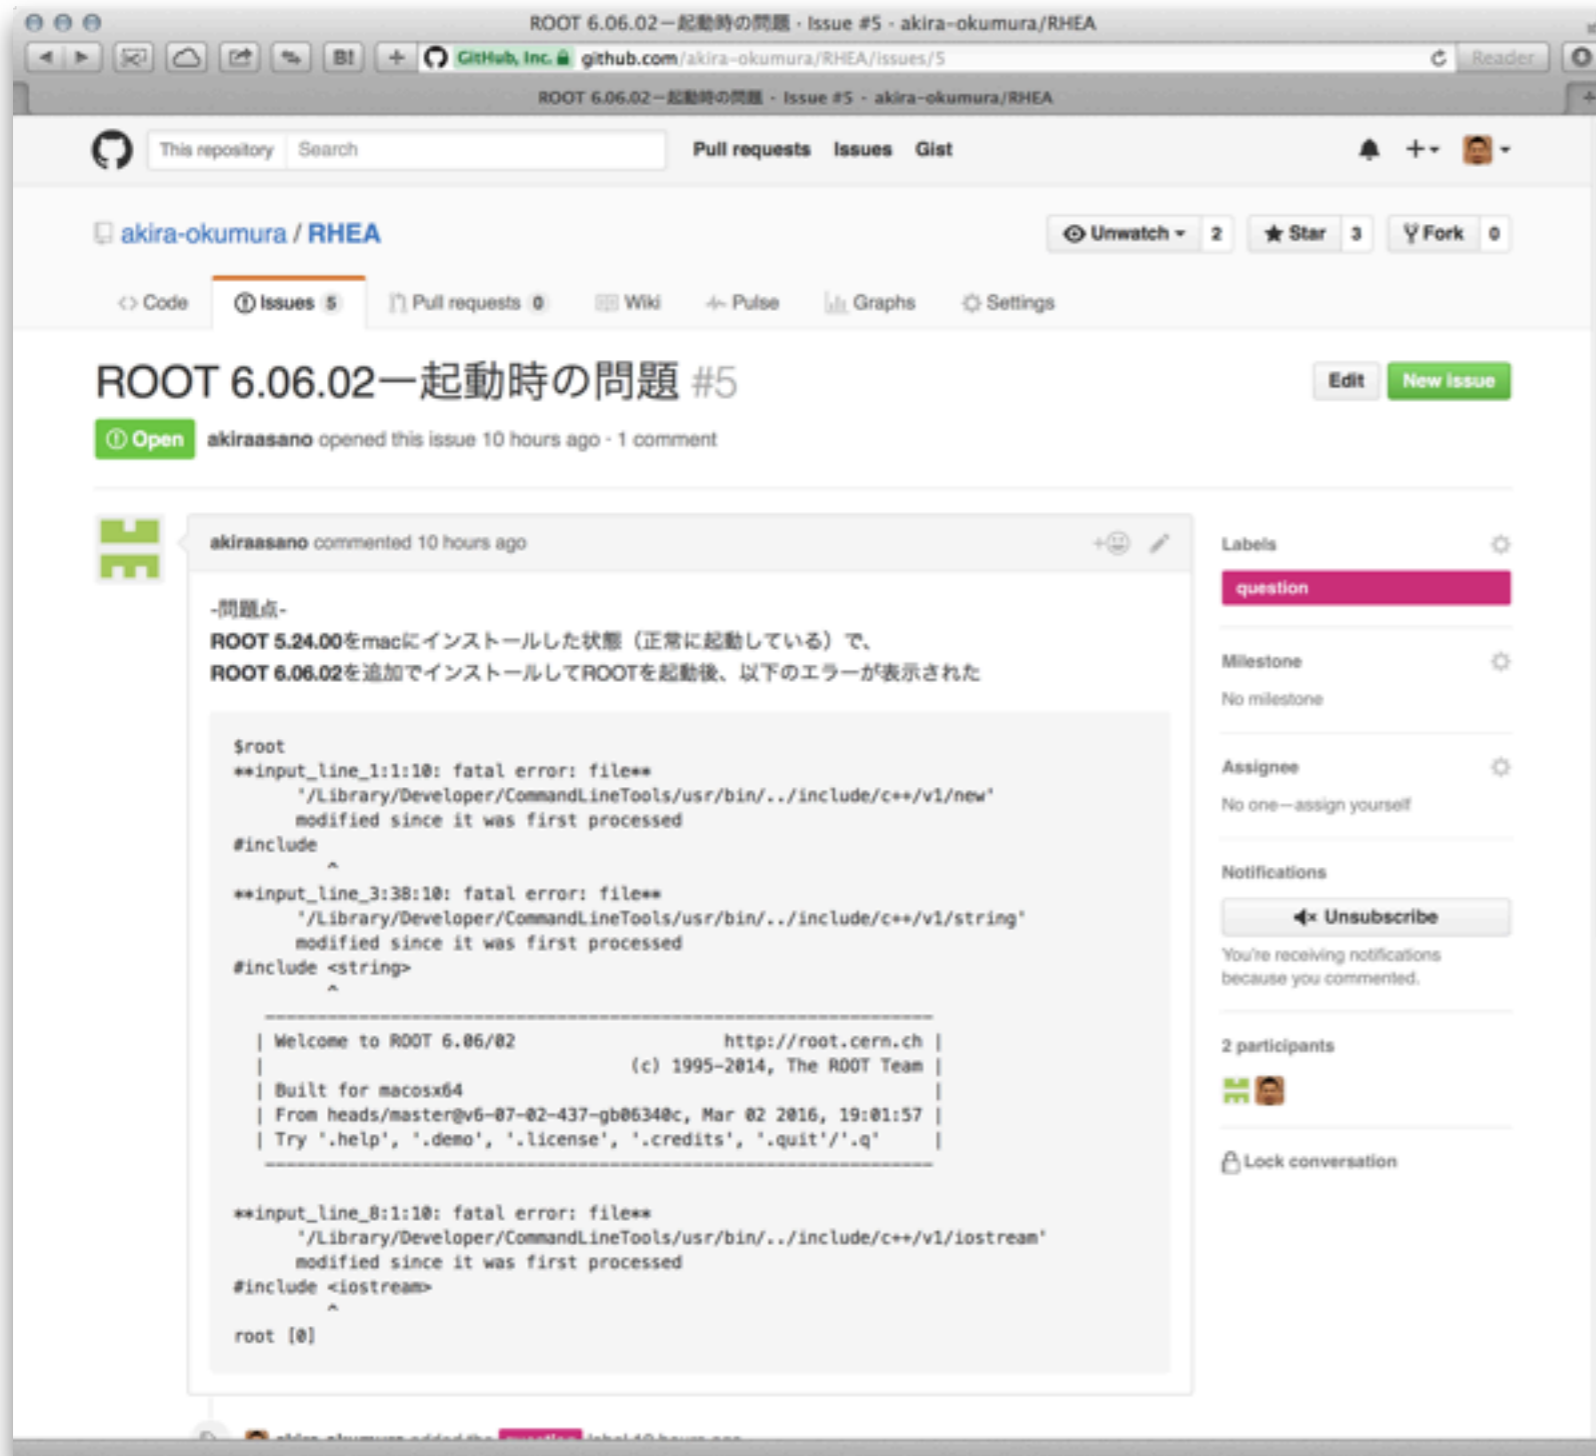 ROOT 6.06.02ー起動時の問題 · Issue #5 · akira-okumura/RHEA
B! + GitHub, Inc. github.com/akira-okumura/RHEA/issues/5 Reader
ROOT 6.06.02ー起動時の問題 · Issue #5 · akira-okumura/RHEA
This repository Search Pull requests Issues Gist
akira-okumura / RHEA Unwatch 2 Star 3 Fork 0
Code Issues 5 Pull requests 0 Wiki Pulse Graphs Settings
ROOT 6.06.02ー起動時の問題 #5 Edit New issue
Open akiraasano opened this issue 10 hours ago · 1 comment
akiraasano commented 10 hours ago
-問題点-
ROOT 5.24.00をmacにインストールした状態（正常に起動している）で、
ROOT 6.06.02を追加でインストールしてROOTを起動後、以下のエラーが表示された
$root
**input_line_1:1:10: fatal error: file**
'/Library/Developer/CommandLineTools/usr/bin/../include/c++/v1/new'
modified since it was first processed
#include
^
**input_line_3:38:10: fatal error: file**
'/Library/Developer/CommandLineTools/usr/bin/../include/c++/v1/string'
modified since it was first processed
#include <string>
^
| Welcome to ROOT 6.06/02 http://root.cern.ch |
| (c) 1995-2014, The ROOT Team |
| Built for macosx64 |
| From heads/master@v6-07-02-437-gb06340c, Mar 02 2016, 19:01:57 |
| Try '.help', '.demo', '.license', '.credits', '.quit'/'.q' |
**input_line_8:1:10: fatal error: file**
'/Library/Developer/CommandLineTools/usr/bin/../include/c++/v1/iostream'
modified since it was first processed
#include <iostream>
^
root [0]
Labels
question
Milestone
No milestone
Assignee
No one—assign yourself
Notifications
Unsubscribe
You're receiving notifications
because you commented.
2 participants
Lock conversation
akira-okumura added the question label 10 hours ago